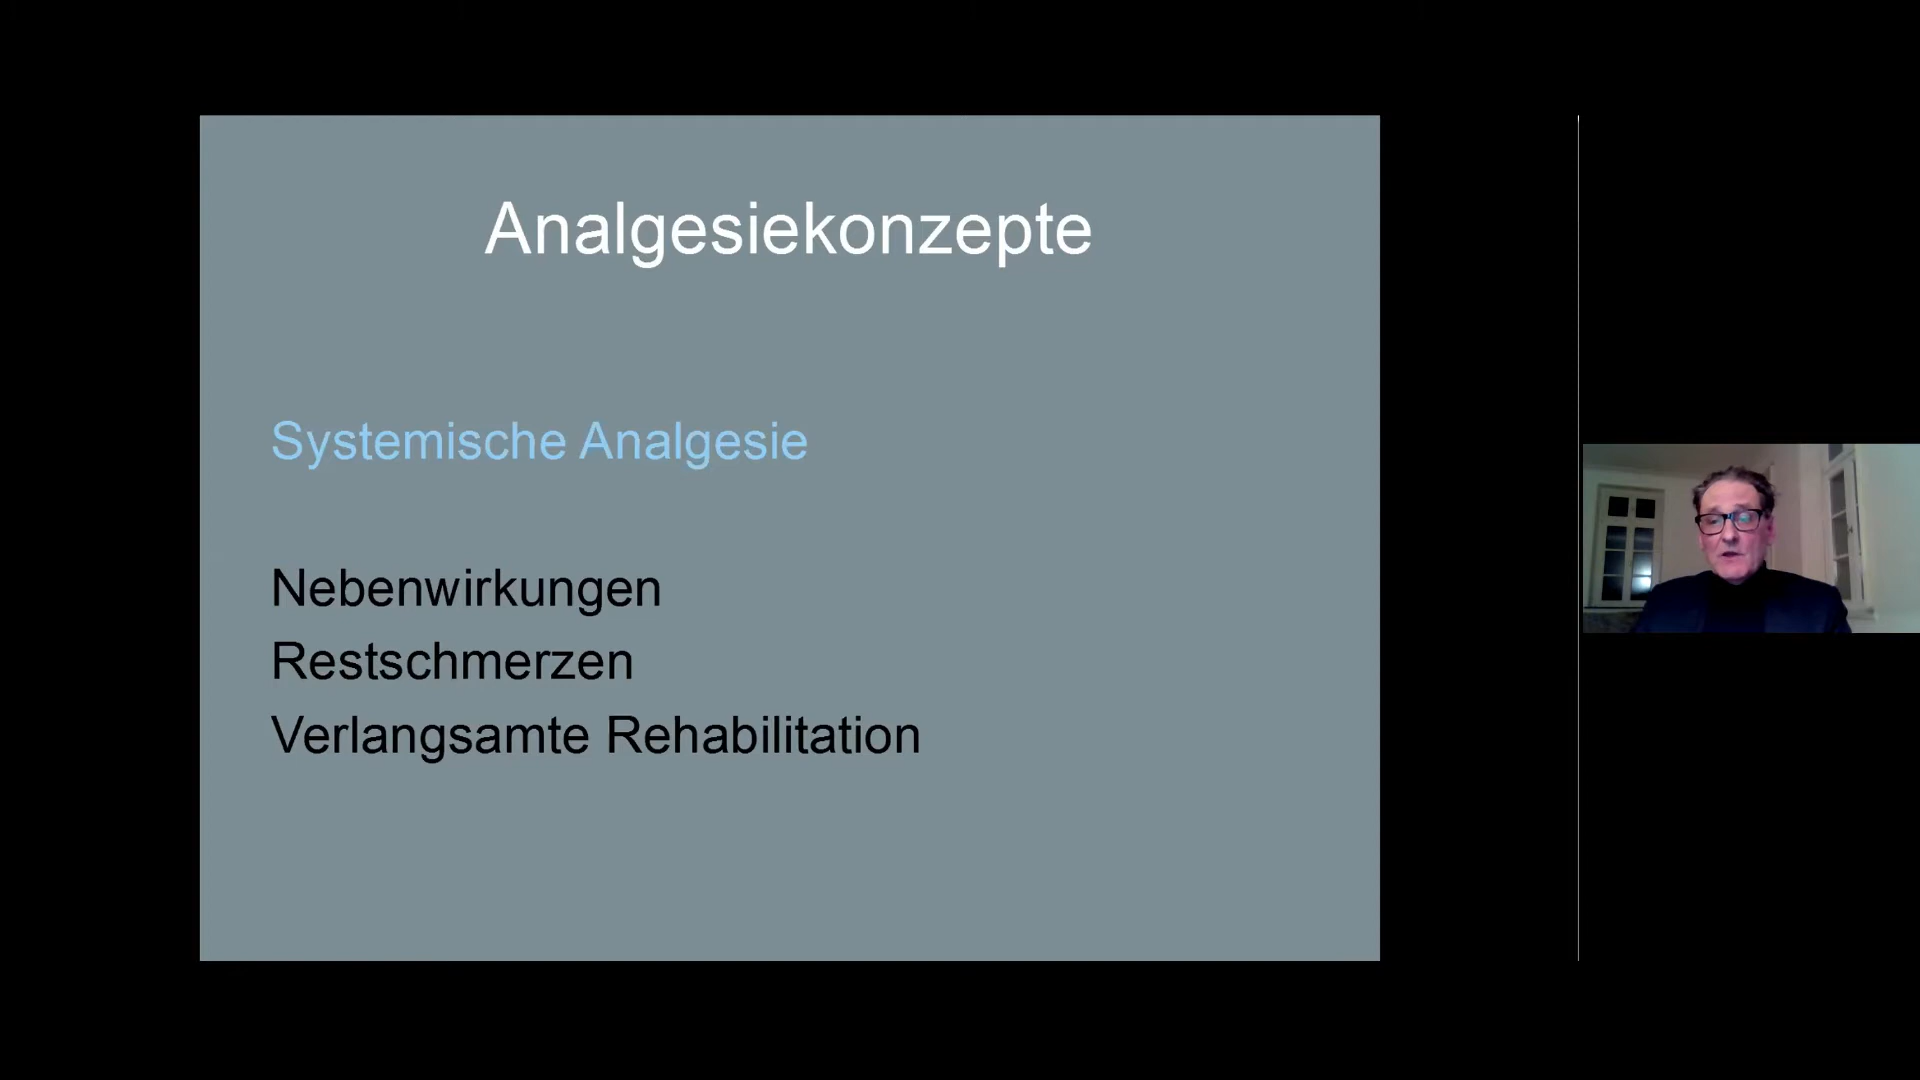 Analgesiekonzepte
Systemische Analgesie
Nebenwirkungen
Restschmerzen
Verlangsamte Rehabilitation